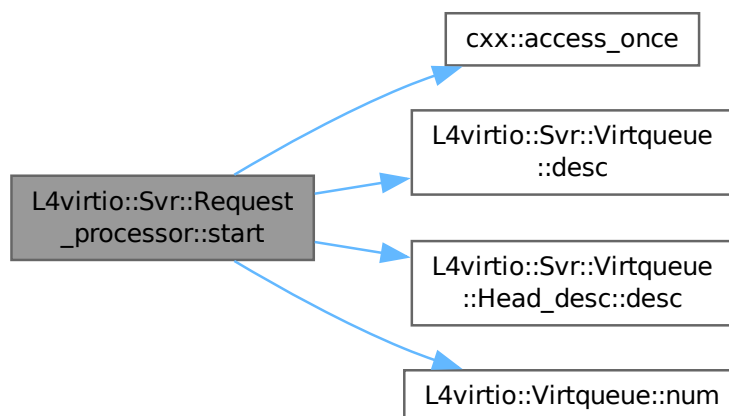 cxx::access_once
L4virtio::Svr::Virtqueue
::desc
L4virtio::Svr::Request
_processor::start
L4virtio::Svr::Virtqueue
::Head_desc::desc
L4virtio::Virtqueue::num